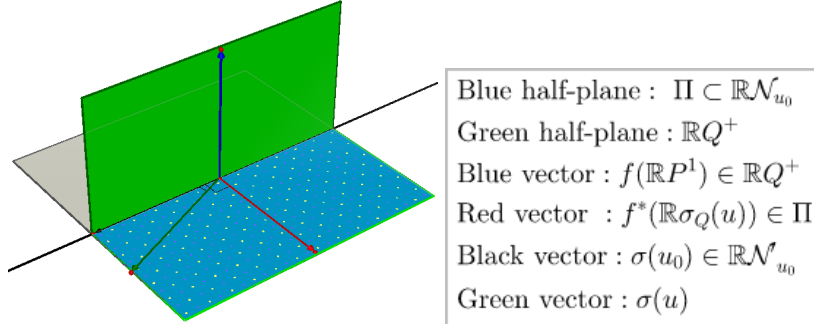 Blue half-plane : Π ⊂ ℝ𝒩_{u_0}
Green half-plane : ℝQ^+
Blue vector : f(ℝP^1) ∈ ℝQ^+
Red vector : f^*(ℝσ_Q(u)) ∈ Π
Black vector : σ(u_0) ∈ ℝ𝒩'_{u_0}
Green vector : σ(u)